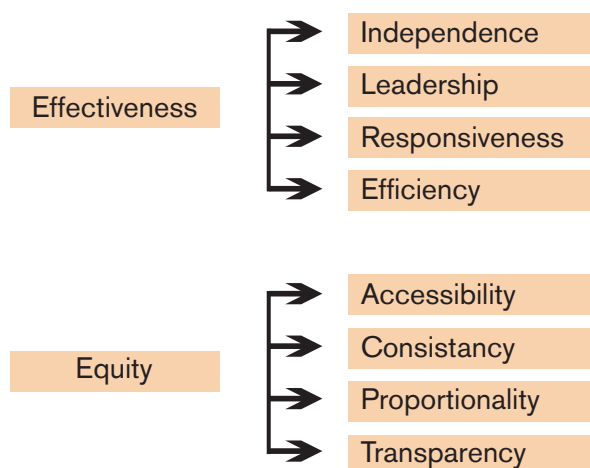 Effectiveness
Independence
Leadership
Responsiveness
Efficiency
Equity
Accessibility
Consistancy
Proportionality
Transparency